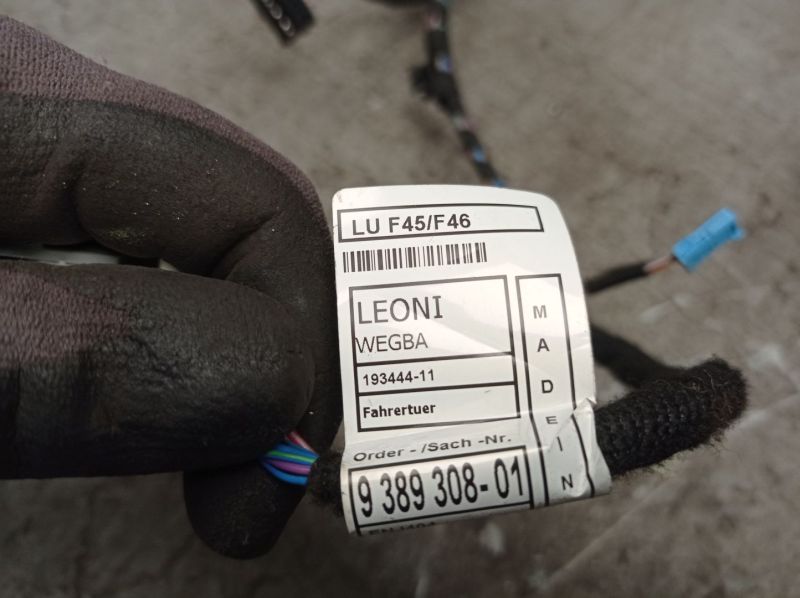 LU F45/F46
LEONI
WEGBA
193444-11
Fahrertuer
Order - /Sach -Nr.
9 389 308-01
MADE IN